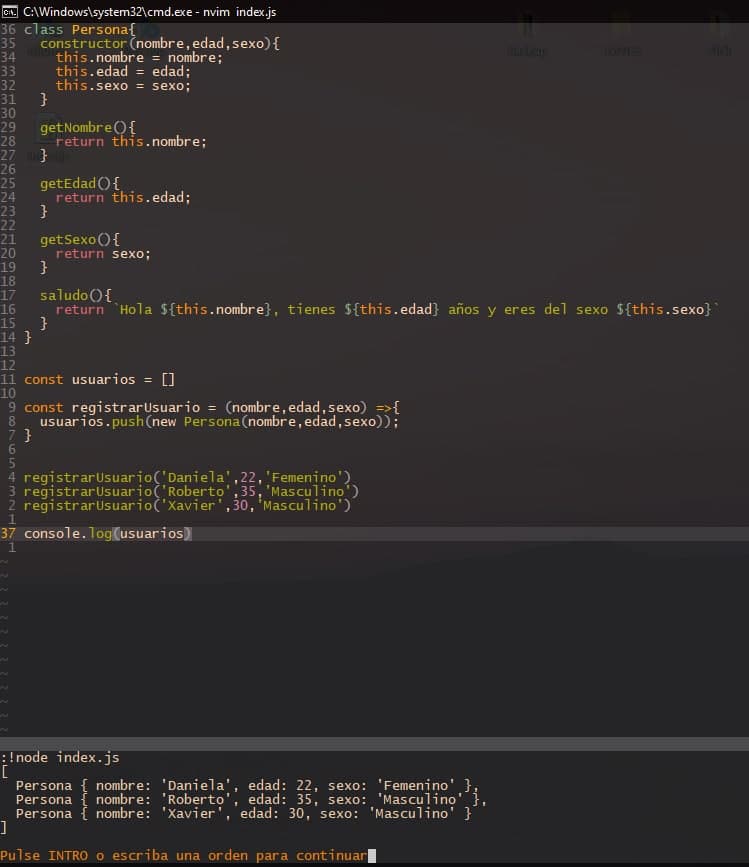 C:\Windows\system32\cmd.exe - nvim index.js
36 class Persona{
35   constructor(nombre,edad,sexo){
34     this.nombre = nombre;
33     this.edad = edad;
32     this.sexo = sexo;
31   }
30
29   getNombre(){
28     return this.nombre;
27   }
26
25   getEdad(){
24     return this.edad;
23   }
22
21   getSexo(){
20     return sexo;
19   }
18
17   saludo(){
16     return `Hola ${this.nombre}, tienes ${this.edad} años y eres del sexo ${this.sexo}`
15   }
14 }
13
12
11 const usuarios = []
10
9 const registrarUsuario = (nombre,edad,sexo) =>{
8   usuarios.push(new Persona(nombre,edad,sexo));
7 }
6
5
4 registrarUsuario('Daniela',22,'Femenino')
3 registrarUsuario('Roberto',35,'Masculino')
2 registrarUsuario('Xavier',30,'Masculino')
1
37 console.log(usuarios)
1
~
~
~
~
~
~
~
~
~
~
~
~
~
:!node index.js
[
  Persona { nombre: 'Daniela', edad: 22, sexo: 'Femenino' },
  Persona { nombre: 'Roberto', edad: 35, sexo: 'Masculino' },
  Persona { nombre: 'Xavier', edad: 30, sexo: 'Masculino' }
]
Pulse INTRO o escriba una orden para continuar